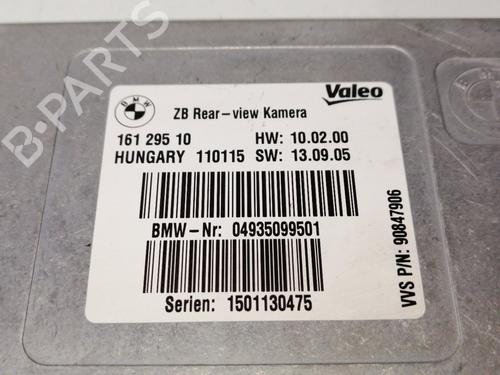 BMW
Valeo
ZB Rear-view Kamera
161 295 10 HW: 10.02.00
HUNGARY 110115 SW: 13.09.05
BMW-Nr: 04935099501
Serien: 1501130475
VVS P/N: 90847906
B-PARTS